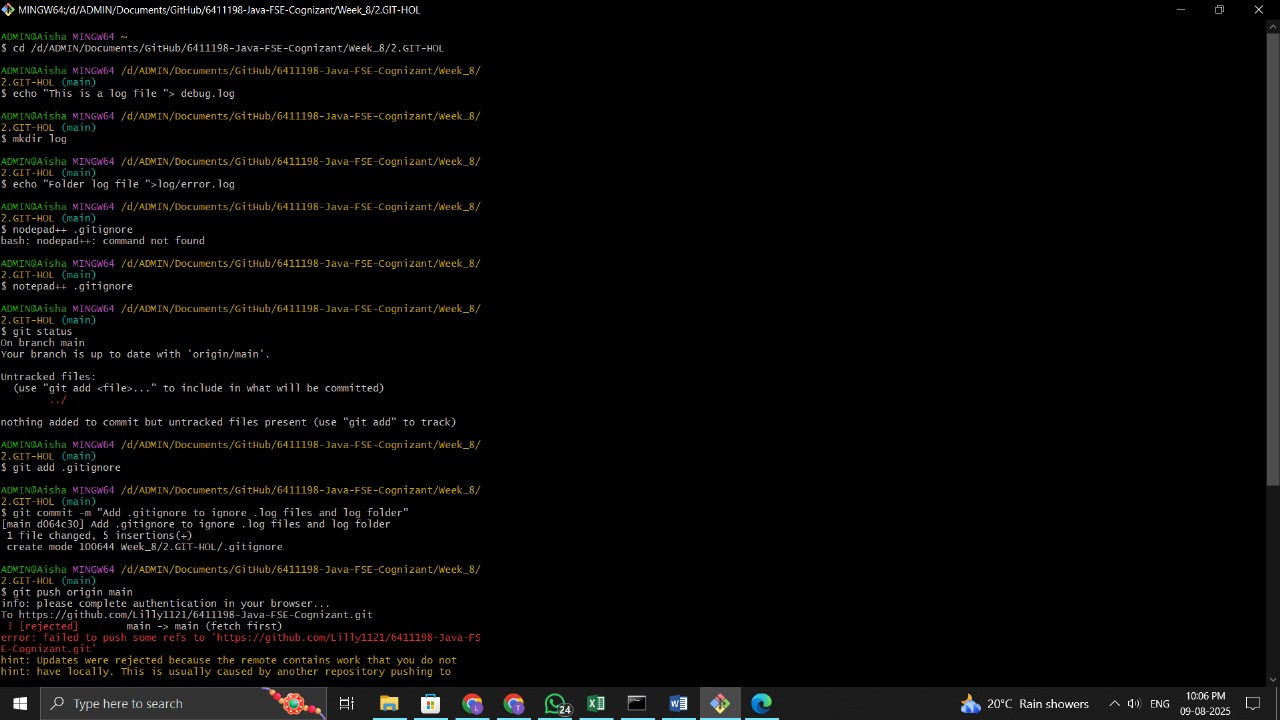 MINGW64:/d/ADMIN/Documents/GitHub/6411198-Java-FSE-Cognizant/Week_8/2.GIT-HOL
ADMIN@Aisha MINGW64 ~
$ cd /d/ADMIN/Documents/GitHub/6411198-Java-FSE-Cognizant/Week_8/2.GIT-HOL
ADMIN@Aisha MINGW64 /d/ADMIN/Documents/GitHub/6411198-Java-FSE-Cognizant/Week_8/
2.GIT-HOL (main)
$ echo "This is a log file "> debug.log
ADMIN@Aisha MINGW64 /d/ADMIN/Documents/GitHub/6411198-Java-FSE-Cognizant/Week_8/
2.GIT-HOL (main)
$ mkdir log
ADMIN@Aisha MINGW64 /d/ADMIN/Documents/GitHub/6411198-Java-FSE-Cognizant/Week_8/
2.GIT-HOL (main)
$ echo "Folder log file ">log/error.log
ADMIN@Aisha MINGW64 /d/ADMIN/Documents/GitHub/6411198-Java-FSE-Cognizant/Week_8/
2.GIT-HOL (main)
$ nodepad++ .gitignore
bash: nodepad++: command not found
ADMIN@Aisha MINGW64 /d/ADMIN/Documents/GitHub/6411198-Java-FSE-Cognizant/Week_8/
2.GIT-HOL (main)
$ notepad++ .gitignore
ADMIN@Aisha MINGW64 /d/ADMIN/Documents/GitHub/6411198-Java-FSE-Cognizant/Week_8/
2.GIT-HOL (main)
$ git status
On branch main
Your branch is up to date with 'origin/main'.
Untracked files:
  (use "git add <file>..." to include in what will be committed)
        ../
nothing added to commit but untracked files present (use "git add" to track)
ADMIN@Aisha MINGW64 /d/ADMIN/Documents/GitHub/6411198-Java-FSE-Cognizant/Week_8/
2.GIT-HOL (main)
$ git add .gitignore
ADMIN@Aisha MINGW64 /d/ADMIN/Documents/GitHub/6411198-Java-FSE-Cognizant/Week_8/
2.GIT-HOL (main)
$ git commit -m "Add .gitignore to ignore .log files and log folder"
[main d064c30] Add .gitignore to ignore .log files and log folder
 1 file changed, 5 insertions(+)
 create mode 100644 Week_8/2.GIT-HOL/.gitignore
ADMIN@Aisha MINGW64 /d/ADMIN/Documents/GitHub/6411198-Java-FSE-Cognizant/Week_8/
2.GIT-HOL (main)
$ git push origin main
info: please complete authentication in your browser...
To https://github.com/Lilly1121/6411198-Java-FSE-Cognizant.git
 ! [rejected]        main -> main (fetch first)
error: failed to push some refs to 'https://github.com/Lilly1121/6411198-Java-FS
E-Cognizant.git'
hint: Updates were rejected because the remote contains work that you do not
hint: have locally. This is usually caused by another repository pushing to
Type here to search
24
20°C Rain showers
ENG
10:06 PM
09-08-2025